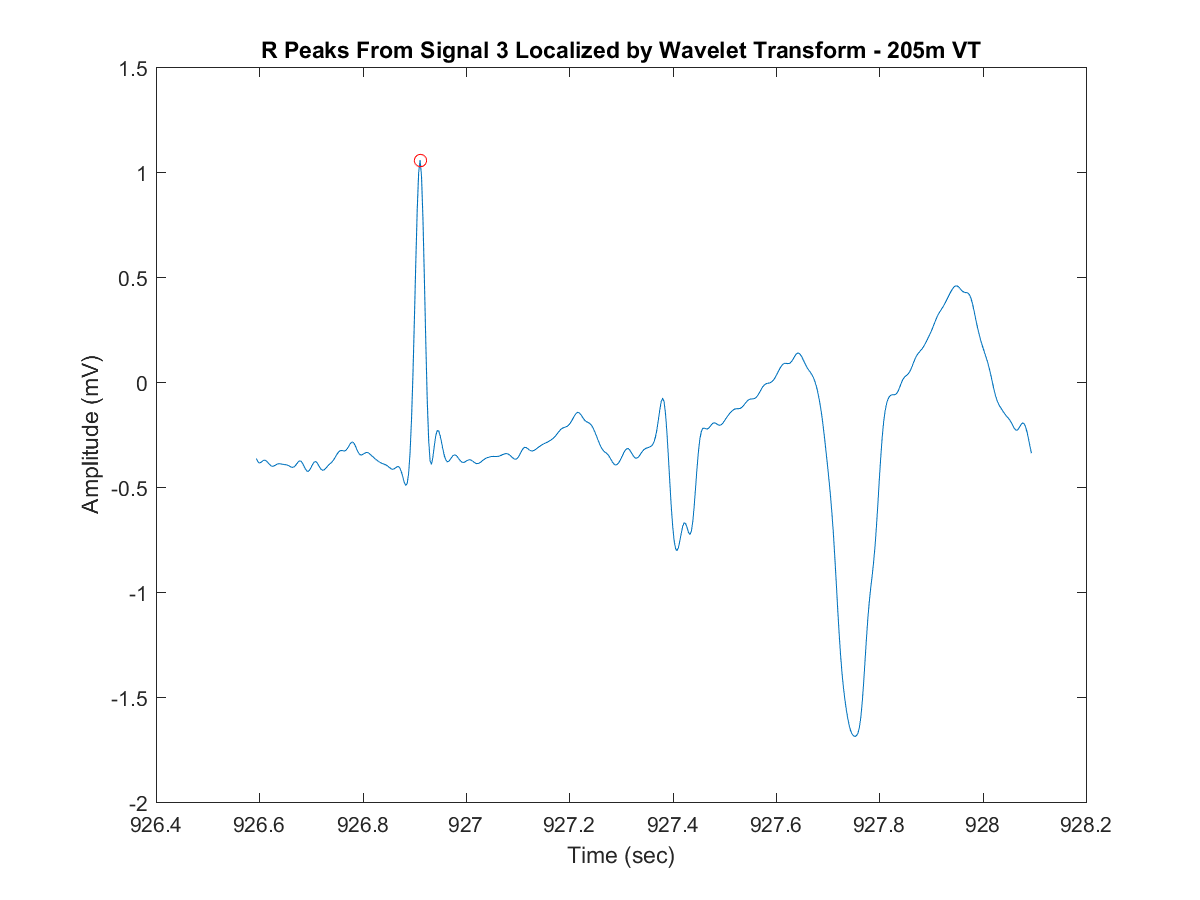 R Peaks From Signal 3 Localized by Wavelet Transform - 205m VT
1.5
1
0.5
0
-0.5
-1
-1.5
-2
Amplitude (mV)
926.4 926.6 926.8 927 927.2 927.4 927.6 927.8 928 928.2
Time (sec)